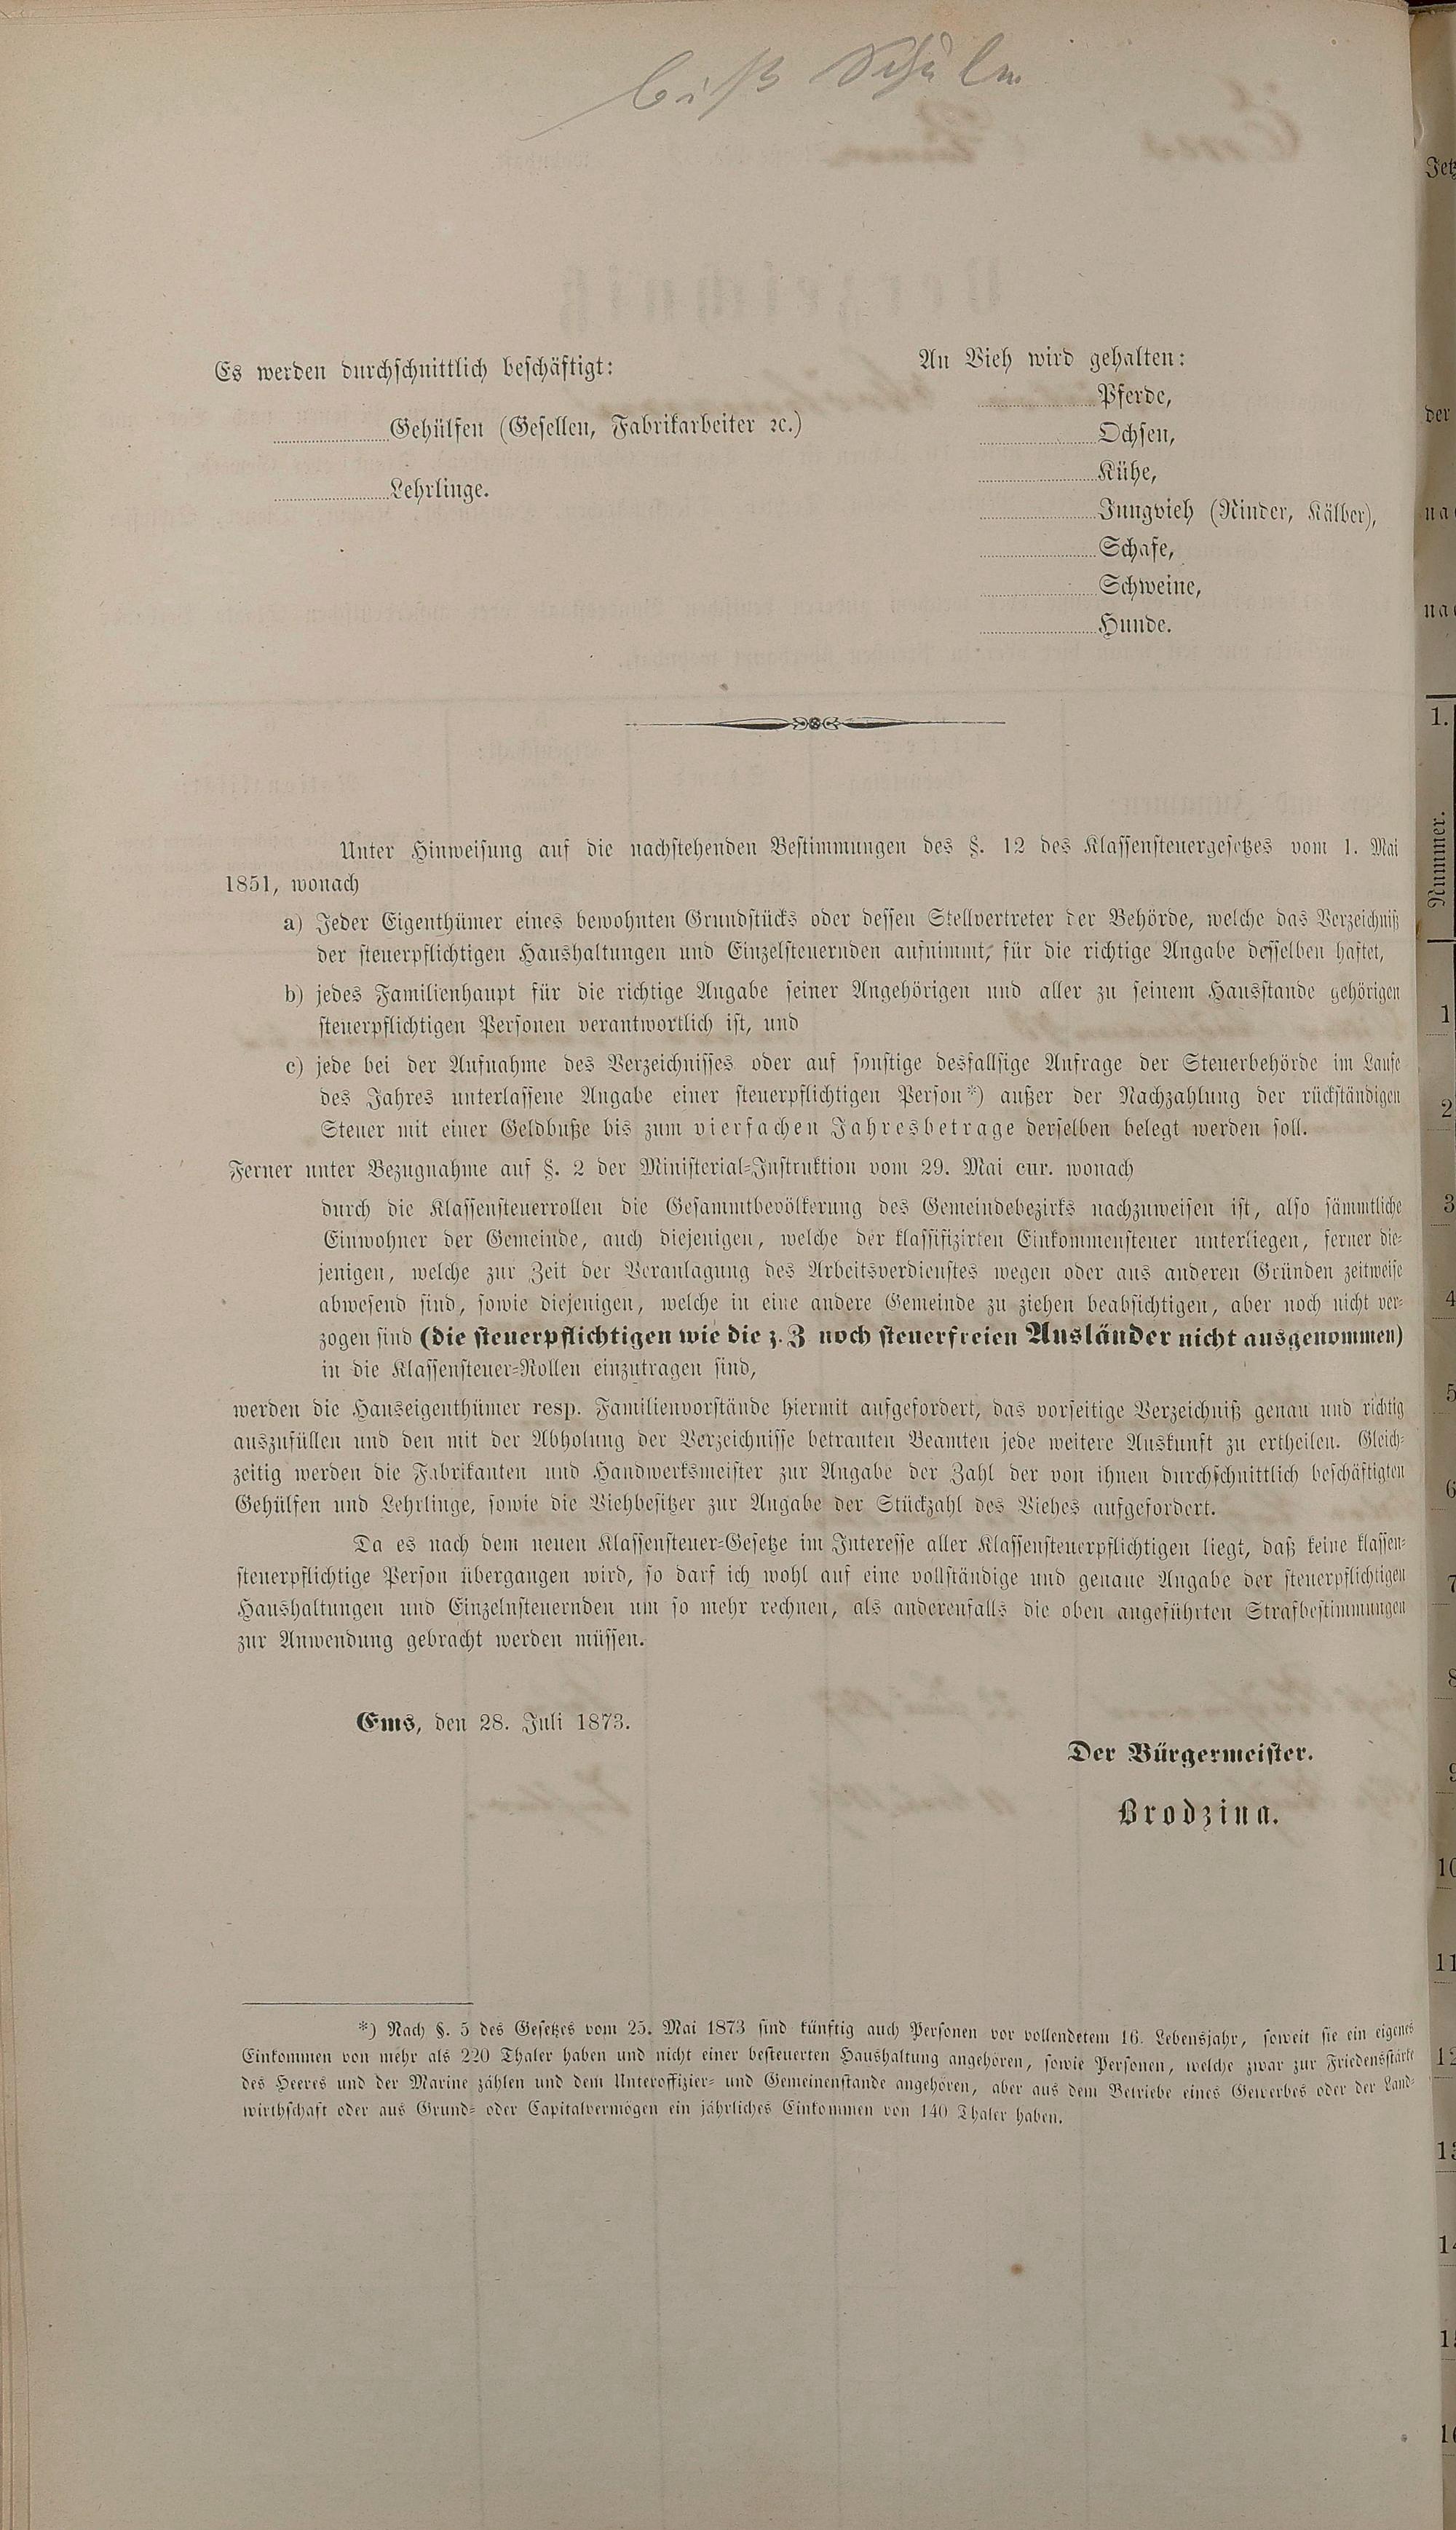 Es werden durchschnittlich beschäftigt:
Gehülfen (Gesellen, Fabrikarbeiter ꝛc.)
Lehrlinge.
An Vieh wird gehalten:
Pferde,
Ochsen,
Kühe,
Jungvieh (Rinder, Kälber),
Schafe,
Schweine,
Hunde.
Unter Hinweisung auf die nachstehenden Bestimmungen des §. 12 des Klassensteuergesetzes vom 1. Mai
1851, wonach
a) Jeder Eigenthümer eines bewohnten Grundstücks oder dessen Stellvertreter der Behörde, welche das Verzeichniß
der steuerpflichtigen Haushaltungen und Einzelsteuernden aufnimmt, für die richtige Angabe desselben haftet,
b) jedes Familienhaupt für die richtige Angabe seiner Angehörigen und aller zu seinem Hausstande gehörigen
steuerpflichtigen Personen verantwortlich ist, und
c) jede bei der Aufnahme des Verzeichnisses oder auf sonstige desfallsige Anfrage der Steuerbehörde im Laufe
des Jahres unterlassene Angabe einer steuerpflichtigen Person*) außer der Nachzahlung der rückständigen
Steuer mit einer Geldbuße bis zum vierfachen Jahresbetrage derselben belegt werden soll.
Ferner unter Bezugnahme auf §. 2 der Ministerial-Instruktion vom 29. Mai cur. wonach
durch die Klassensteuerrollen die Gesammtbevölkerung des Gemeindebezirks nachzuweisen ist, also sämmtliche
Einwohner der Gemeinde, auch diejenigen, welche der klassifizirten Einkommensteuer unterliegen, ferner die-
jenigen, welche zur Zeit der Veranlagung des Arbeitsverdienstes wegen oder aus anderen Gründen zeitweise
abwesend sind, sowie diejenigen, welche in eine andere Gemeinde zu ziehen beabsichtigen, aber noch nicht ver-
zogen sind (die steuerpflichtigen wie die z. Z noch steuerfreien Ausländer nicht ausgenommen)
in die Klassensteuer-Rollen einzutragen sind,
werden die Hauseigenthümer resp. Familienvorstände hiermit aufgefordert, das vorseitige Verzeichniß genau und richtig
auszufüllen und den mit der Abholung der Verzeichnisse betrauten Beamten jede weitere Auskunft zu ertheilen. Gleich-
zeitig werden die Fabrikanten und Handwerksmeister zur Angabe der Zahl der von ihnen durchschnittlich beschäftigten
Gehülfen und Lehrlinge, sowie die Viehbesitzer zur Angabe der Stückzahl des Viehes aufgefordert.
Da es nach dem neuen Klassensteuer-Gesetze im Interesse aller Klassensteuerpflichtigen liegt, daß keine klassen-
steuerpflichtige Person übergangen wird, so darf ich wohl auf eine vollständige und genaue Angabe der steuerpflichtigen
Haushaltungen und Einzelnsteuernden um so mehr rechnen, als anderenfalls die oben angeführten Strafbestimmungen
zur Anwendung gebracht werden müssen.
Ems, den 28. Juli 1873.
Der Bürgermeister.
Brodzina.
*) Nach §. 5 des Gesetzes vom 25. Mai 1873 sind künftig auch Personen vor vollendetem 16. Lebensjahr, soweit sie ein eigenes
Einkommen von mehr als 220 Thaler haben und nicht einer besteuerten Haushaltung angehören, sowie Personen, welche zwar zur Friedensstärke
des Heeres und der Marine zählen und dem Unteroffizier- und Gemeinenstande angehören, aber aus dem Betriebe eines Gewerbes oder der Land-
wirthschaft oder aus Grund- oder Capitalvermögen ein jährliches Einkommen von 140 Thaler haben.
der
Nummer.
1.
1
2
3
4
5
6
7
8
9
10
11
12
13